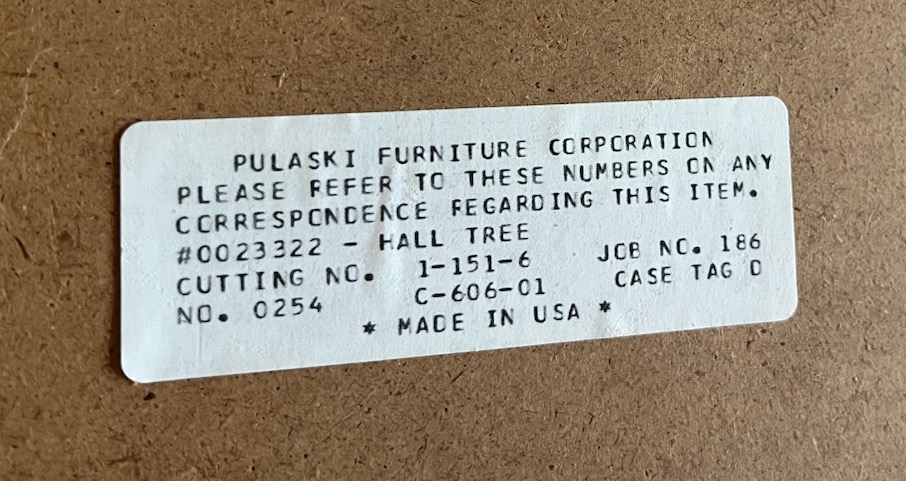 PULASKI FURNITURE CORPORATION
PLEASE REFER TO THESE NUMBERS ON ANY
CORRESPONDENCE REGARDING THIS ITEM.
#0023322 - HALL TREE
CUTTING NO. 1-151-6 JOB NO. 186
NO. 0254 C-606-01 CASE TAG D
* MADE IN USA *